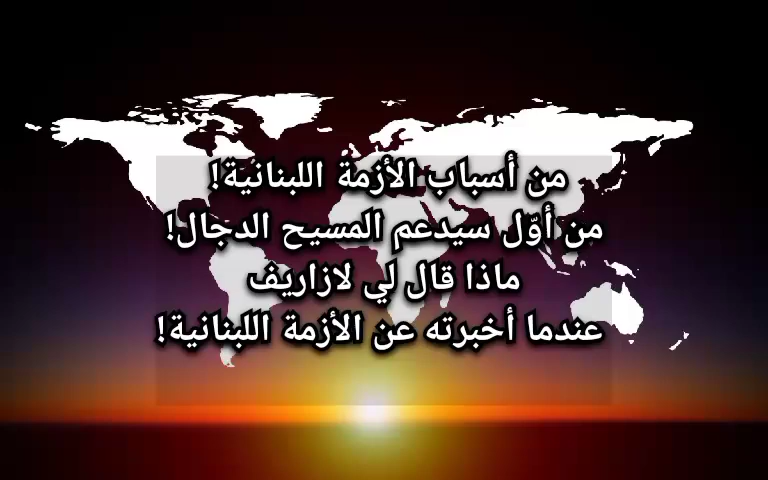 من أسباب الأزمة اللبنانية!
من أوّل سيدعم المسيح الدجال!
ماذا قال لي لازاريف
عندما أخبرته عن الأزمة اللبنانية!